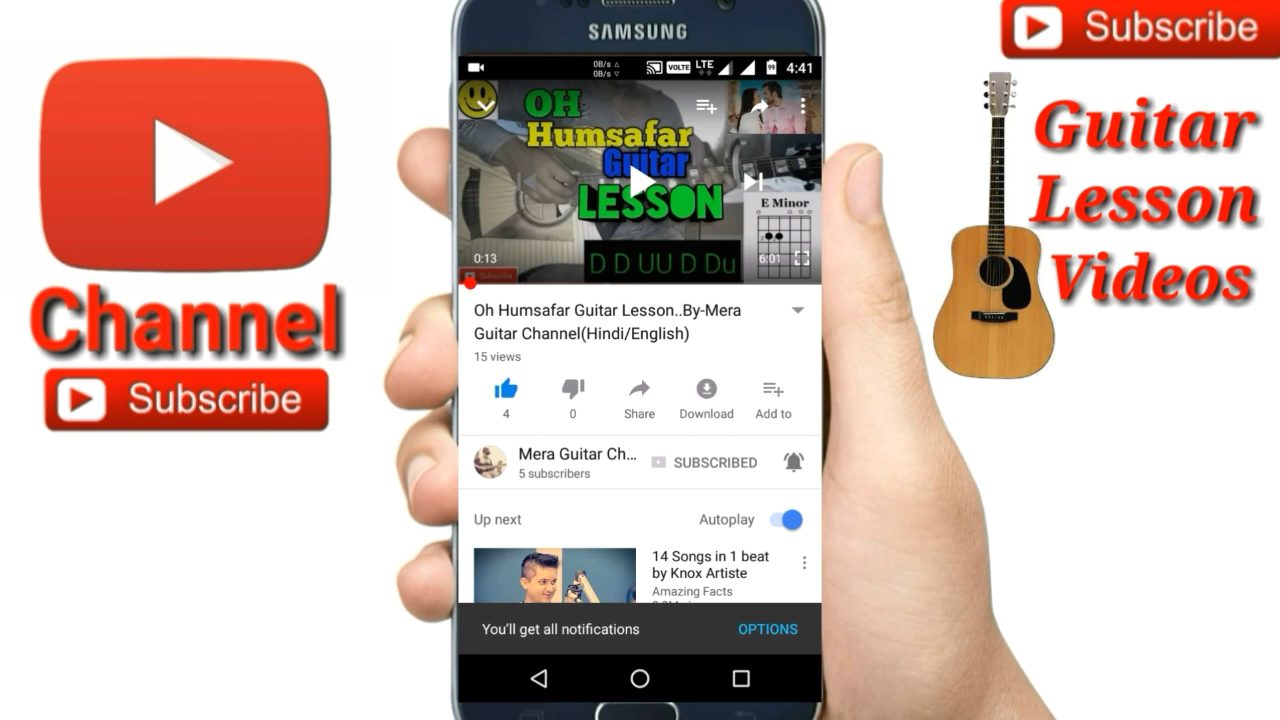 Channel
Subscribe
SAMSUNG
0B/s
0B/s
VOLTE
LTE
99
4:41
OH
Humsafar
Guitar
LESSON
E Minor
D D UU D Du
0:13
6:01
Subscribe
Oh Humsafar Guitar Lesson..By-Mera
Guitar Channel(Hindi/English)
15 views
4
0
Share
Download
Add to
Mera Guitar Ch...
5 subscribers
SUBSCRIBED
Up next
Autoplay
14 Songs in 1 beat
by Knox Artiste
Amazing Facts
You'll get all notifications
OPTIONS
Subscribe
Guitar
Lesson
Videos